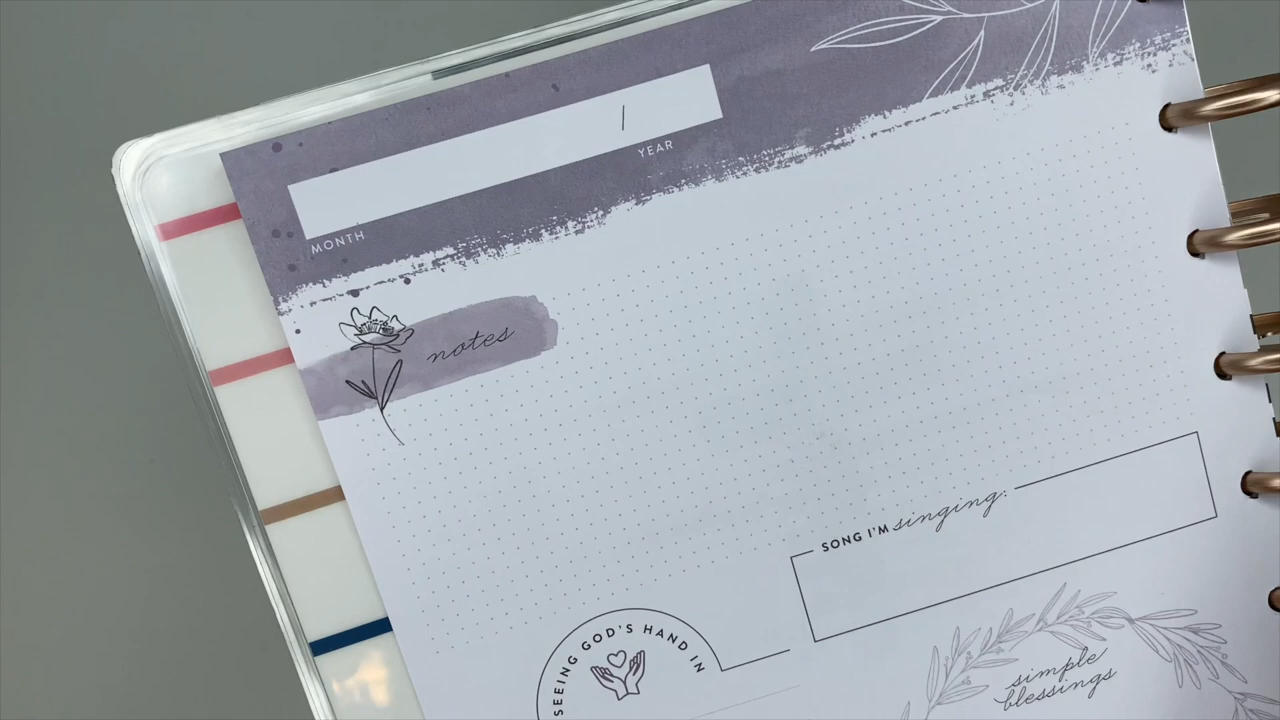 /
MONTH
YEAR
notes
SONG I'M singing:
SEEING GOD'S HAND IN
simple
blessings